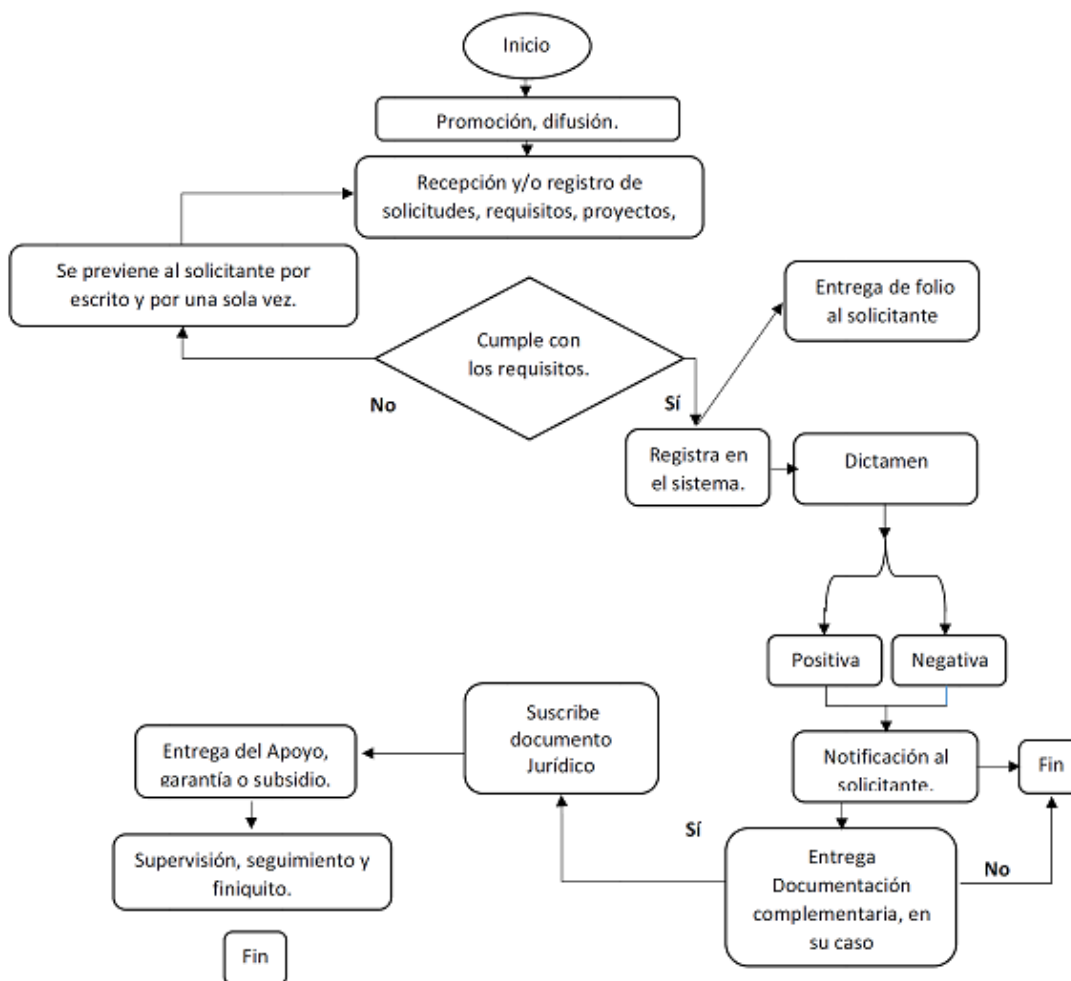 Inicio
Promoción, difusión.
Recepción y/o registro de
solicitudes, requisitos, proyectos,
Se previene al solicitante por
escrito y por una sola vez.
Entrega de folio
al solicitante
Cumple con
los requisitos.
No
Sí
Registra en
el sistema.
Dictamen
Positiva
Negativa
Suscribe
documento
Jurídico
Entrega del Apoyo,
garantía o subsidio.
Notificación al
solicitante.
Fin
Sí
Supervisión, seguimiento y
finiquito.
Entrega
Documentación
complementaria, en
su caso
No
Fin